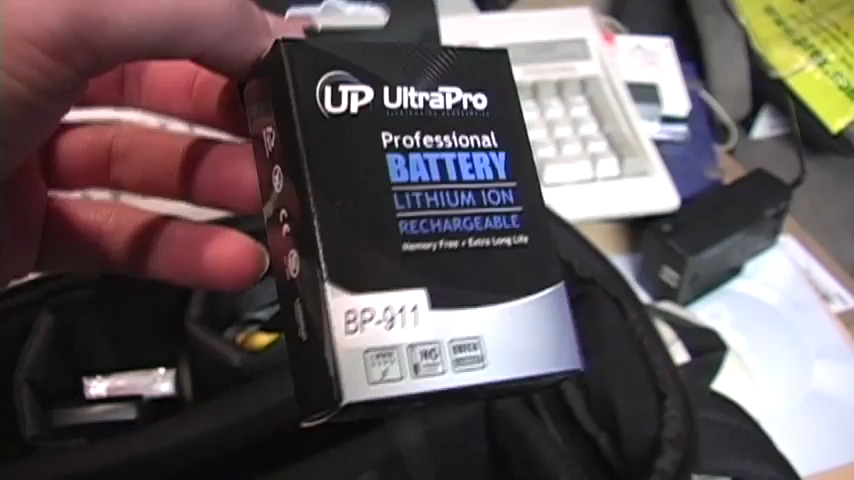 UP UltraPro
Professional
BATTERY
LITHIUM ION
RECHARGEABLE
Memory Free • Extra Long Life
BP-911